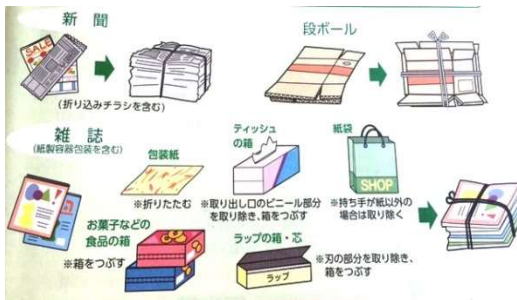 新聞
SALE
(折り込みチラシを含む)
段ボール
雑誌
(紙製容器包装を含む)
包装紙
※折りたたむ
ティッシュ
の箱
※取り出し口のビニール部分
を取り除き、箱をつぶす
紙袋
SHOP
※持ち手が紙以外の
場合は取り除く
お菓子などの
食品の箱
※箱をつぶす
ラップの箱・芯
ラップ
※刃の部分を取り除き、
箱をつぶす